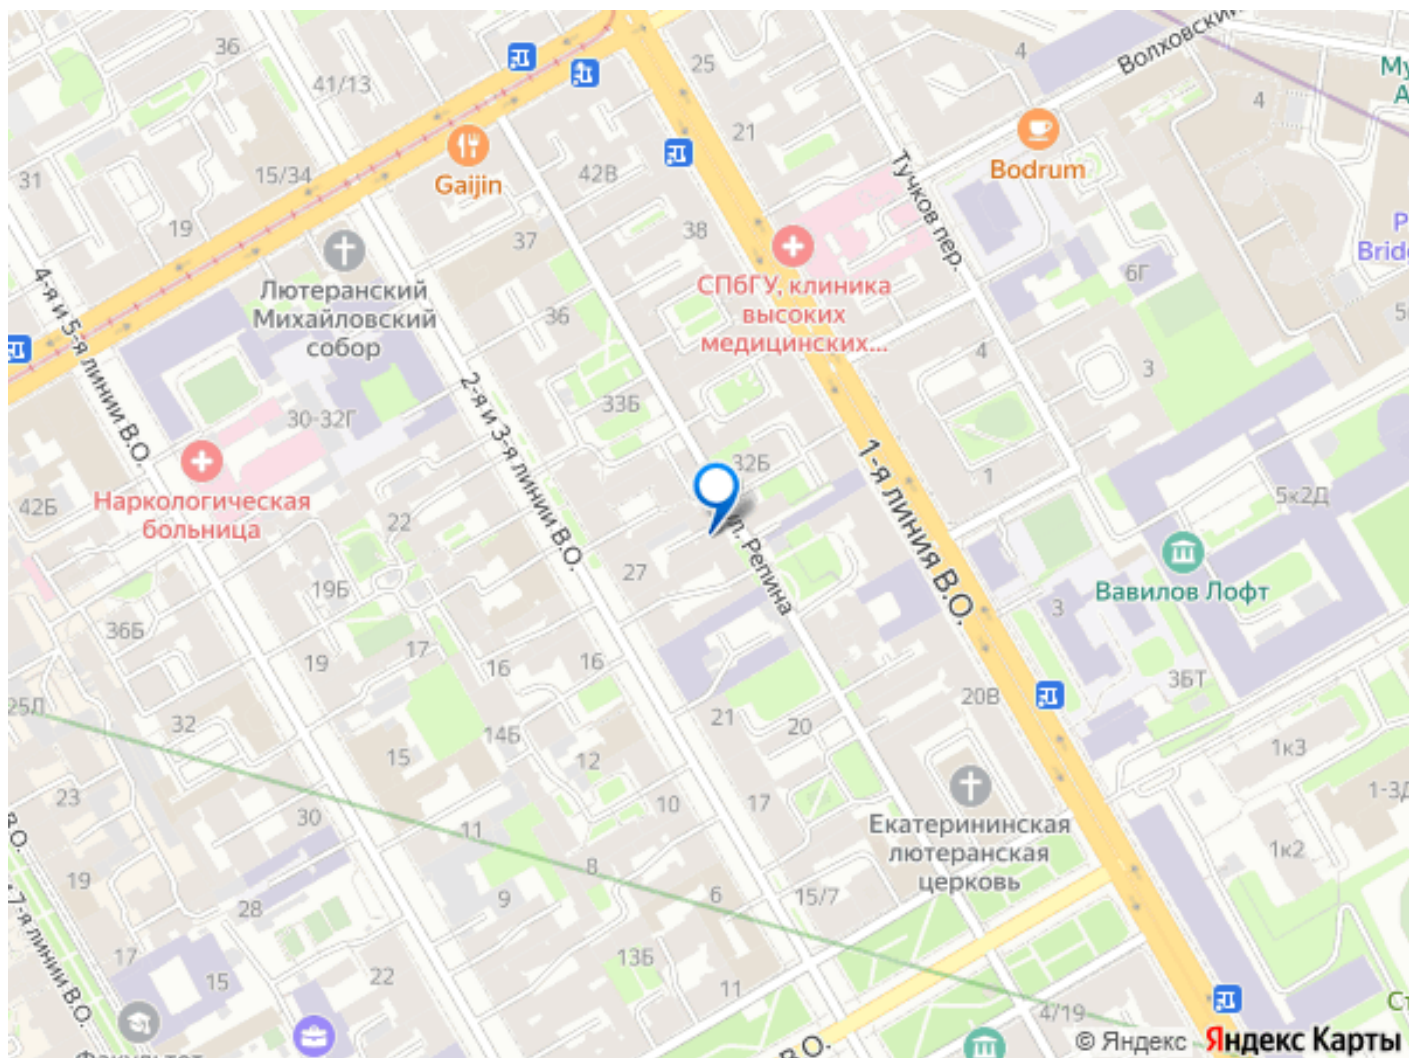 36
4
Волховский
25
41/13
Му
А
4
21
Gaijin
42В
Bodrum
15/34
31
Тучков пер.
19
37
38
Р
Bridg
6Г
Лютеранский
Михайловский
собор
СПбГУ, клиника
высоких
медицинских...
36
4-я и 5-я линии В.О.
4
3
2-я и 3-я линии В.О.
33Б
30-32Г
1-я линия В.О.
32Б
1
5к2Д
Наркологическая
больница
42Б
22
ул. Репина
27
Вавилов Лофт
19Б
3
36Б
17
19
16
16
3БТ
20В
25Л
32
21
20
14Б
15
12
1к3
23
10
17
1-3Д
30
11
Екатерининская
лютеранская
церковь
В.О.
8
1к2
19
9
6
15/7
28
7-я линии В.О.
17
13Б
15
22
11
4/19
Ст
В.О.
Факультет
© Яндекс Яндекс Карты